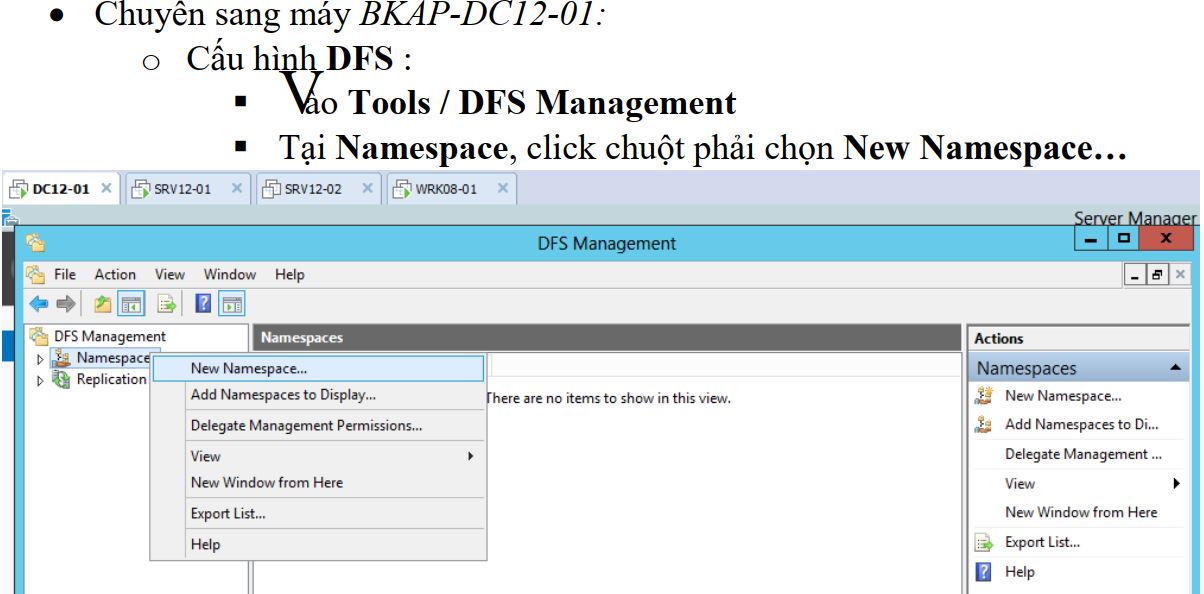 • Chuyển sang máy BKAP-DC12-01:
o Cấu hình DFS :
▪ Vào Tools / DFS Management
▪ Tại Namespace, click chuột phải chọn New Namespace…
DC12-01 SRV12-01 SRV12-02 WRK08-01
Server Manager
DFS Management
File Action View Window Help
DFS Management
Namespace
Replication
New Namespace...
Add Namespaces to Display...
Delegate Management Permissions...
View
New Window from Here
Export List...
Help
Namespaces
There are no items to show in this view.
Actions
Namespaces
New Namespace...
Add Namespaces to Di...
Delegate Management ...
View
New Window from Here
Export List...
Help